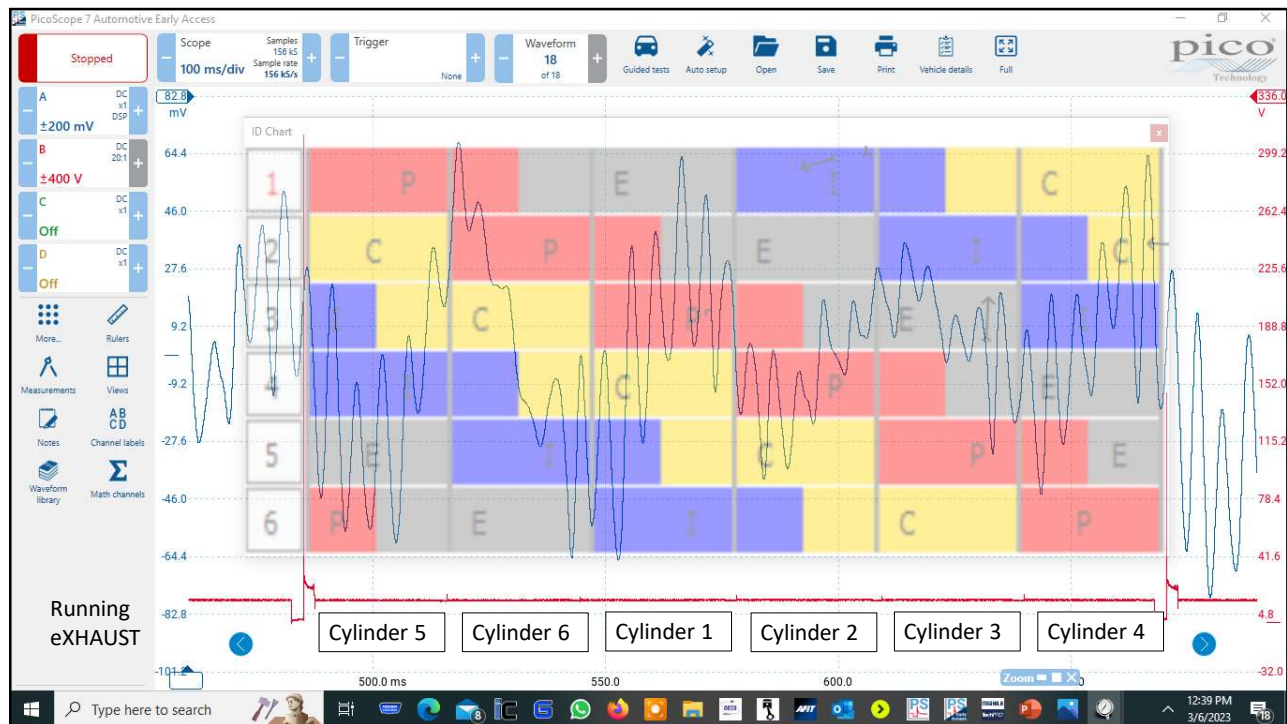 PicoScope 7 Automotive Early Access
Stopped
Scope
100 ms/div
Samples
156 kS
Sample rate
156 kS/s
Trigger
None
Waveform
18
of 18
Guided tests
Auto setup
Open
Save
Print
Vehicle details
Full
pico
Technology
A
DC
x1
DSP
±200 mV
B
DC
20:1
±400 V
C
DC
x1
Off
D
DC
x1
Off
More...
Rulers
Measurements
Views
Notes
Channel labels
Waveform library
Math channels
82.8
mV
64.4
46.0
27.6
9.2
-9.2
-27.6
-46.0
-64.4
-82.8
-101.2
336.0
V
299.2
262.4
225.6
188.8
152.0
115.2
78.4
41.6
4.8
-32.0
ID Chart
x
1 P E I C
2 C P E I C
3 I C P E I
4 I C P E
5 E I C P E
6 P E I C P
Running
eXHAUST
Cylinder 5
Cylinder 6
Cylinder 1
Cylinder 2
Cylinder 3
Cylinder 4
500.0 ms
550.0
600.0
Zoom
Type here to search
12:39 PM
3/6/2023